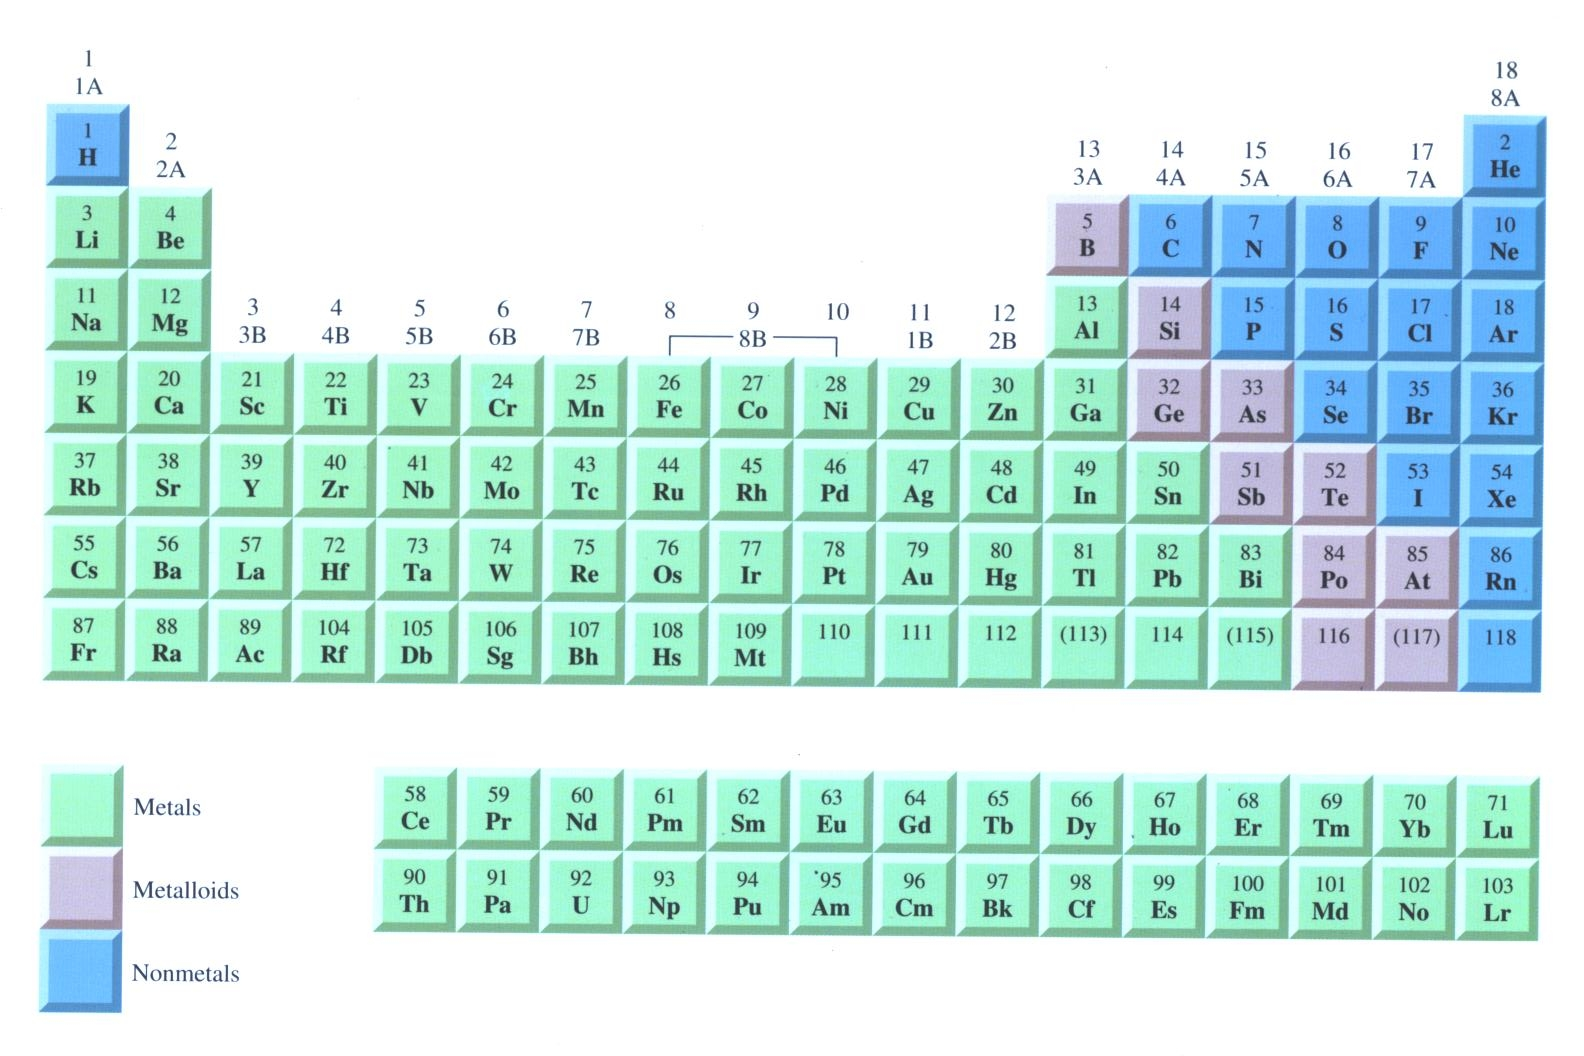 1 18
1A 8A
1 2 13 14 15 16 17 2
H 2A 3A 4A 5A 6A 7A He
3 4 5 6 7 8 9 10
Li Be B C N O F Ne
11 12 3 4 5 6 7 8 9 10 11 12 13 14 15 16 17 18
Na Mg 3B 4B 5B 6B 7B 8B 1B 2B Al Si P S Cl Ar
19 20 21 22 23 24 25 26 27 28 29 30 31 32 33 34 35 36
K Ca Sc Ti V Cr Mn Fe Co Ni Cu Zn Ga Ge As Se Br Kr
37 38 39 40 41 42 43 44 45 46 47 48 49 50 51 52 53 54
Rb Sr Y Zr Nb Mo Tc Ru Rh Pd Ag Cd In Sn Sb Te I Xe
55 56 57 72 73 74 75 76 77 78 79 80 81 82 83 84 85 86
Cs Ba La Hf Ta W Re Os Ir Pt Au Hg Tl Pb Bi Po At Rn
87 88 89 104 105 106 107 108 109 110 111 112 (113) 114 (115) 116 (117) 118
Fr Ra Ac Rf Db Sg Bh Hs Mt
58 59 60 61 62 63 64 65 66 67 68 69 70 71
Metals Ce Pr Nd Pm Sm Eu Gd Tb Dy Ho Er Tm Yb Lu
90 91 92 93 94 95 96 97 98 99 100 101 102 103
Metalloids Th Pa U Np Pu Am Cm Bk Cf Es Fm Md No Lr
Nonmetals